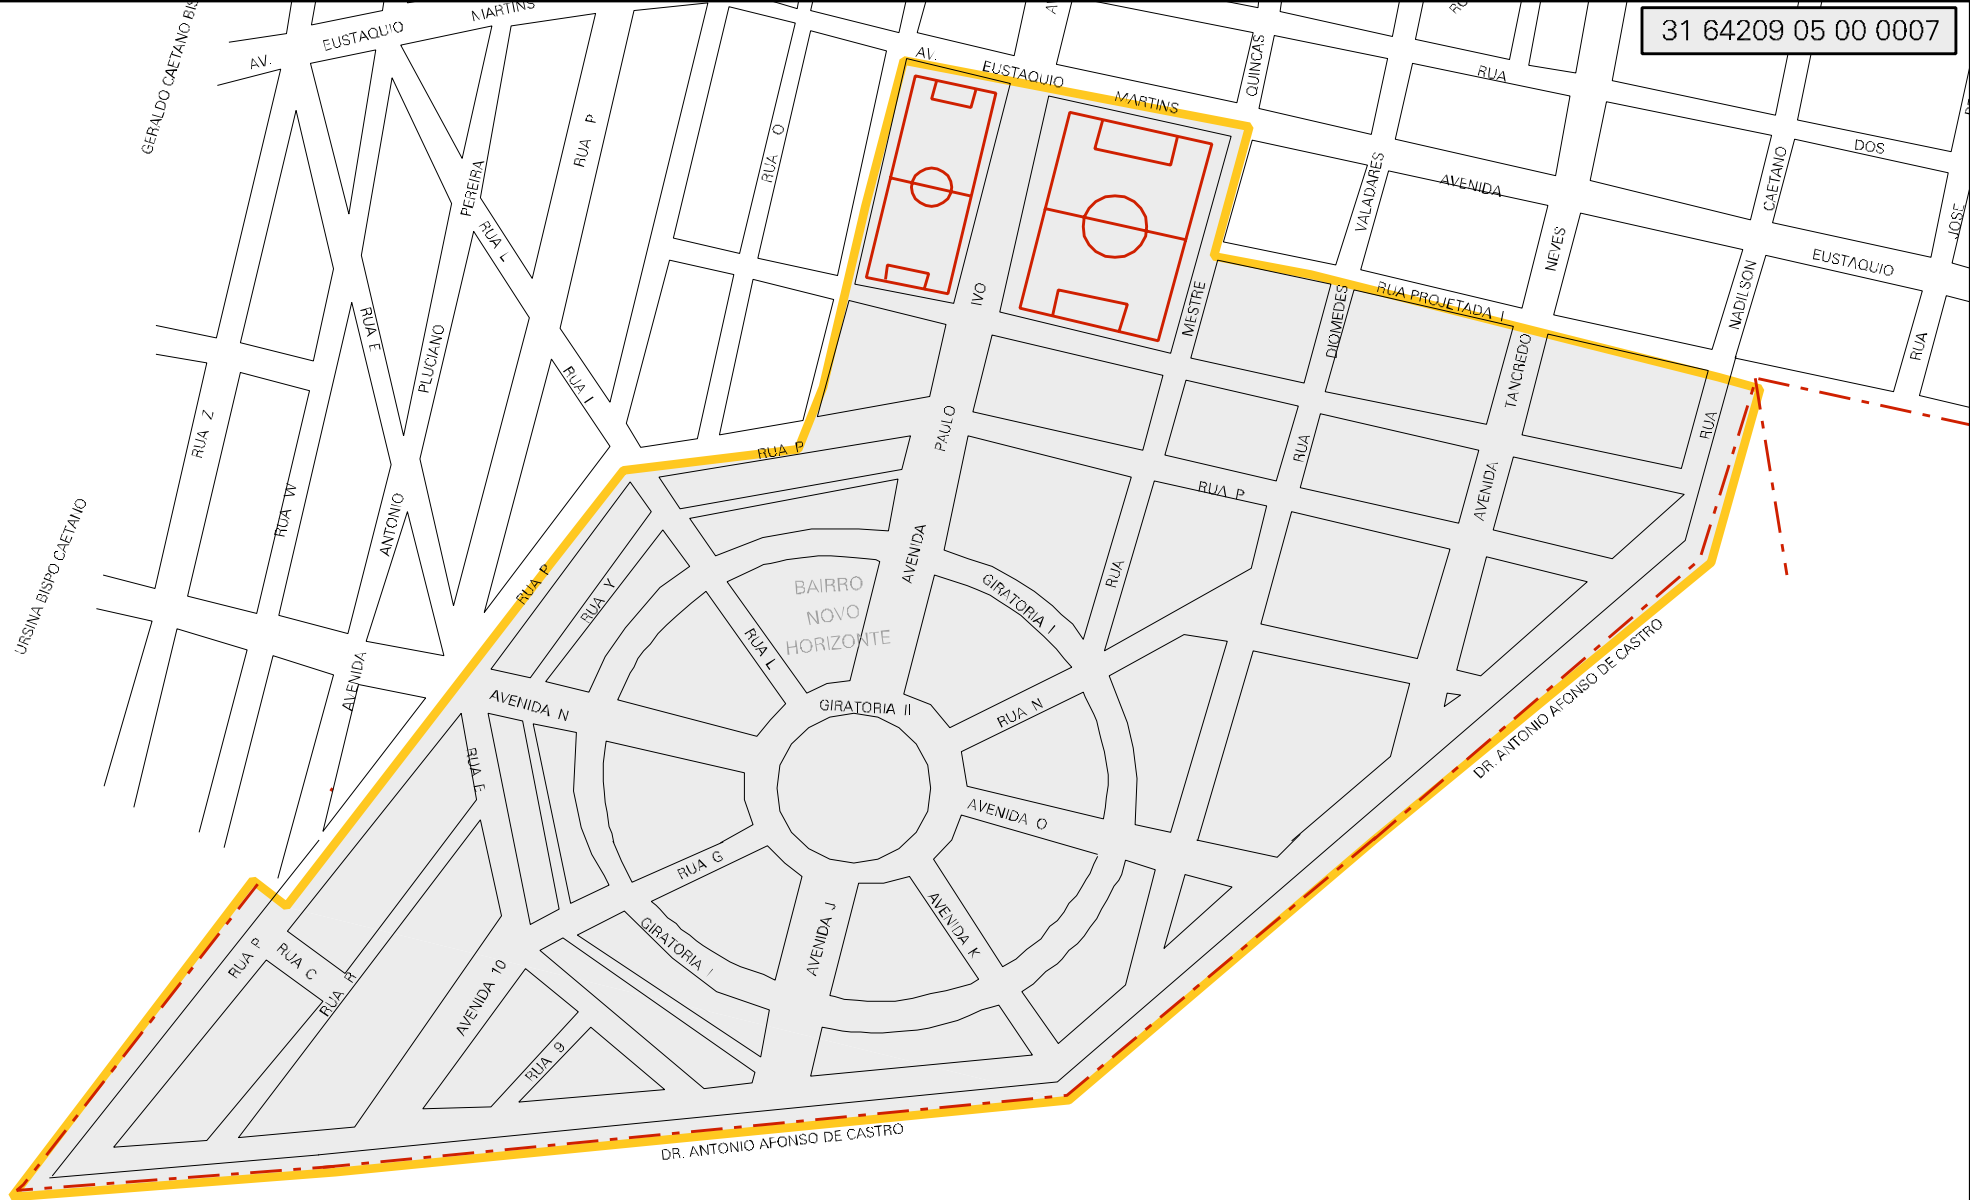 31 64209 05 00 0007
GERALDO CAETANO BIS
AV.
EUSTAQUIO
MARTINS
RUA P
RUA O
PEREIRA
RUA L
AV.
EUSTAQUIO
MARTINS
QUINCAS
RUA
DOS
CAETANO
JOSE
VALADARES
AVENIDA
NEVES
EUSTAQUIO
NADILSON
RUA
RUA E
PLUCIANO
RUA I
IVO
MESTRE
DIOMEDES
RUA PROJETADA I
TANCREDO
RUA
RUA Z
RUA W
ANTONIO
AVENIDA
URSINA BISPO CAETANO
RUA P
PAULO
RUA
RUA P
AVENIDA
RUA P
RUA Y
AVENIDA
RUA
GIRATORIA I
BAIRRO
NOVO
HORIZONTE
RUA L
GIRATORIA II
RUA N
AVENIDA N
RUA E
AVENIDA O
RUA G
GIRATORIA I
AVENIDA J
AVENIDA K
RUA P
RUA C
RUA R
AVENIDA 10
RUA 9
DR. ANTONIO AFONSO DE CASTRO
DR. ANTONIO AFONSO DE CASTRO